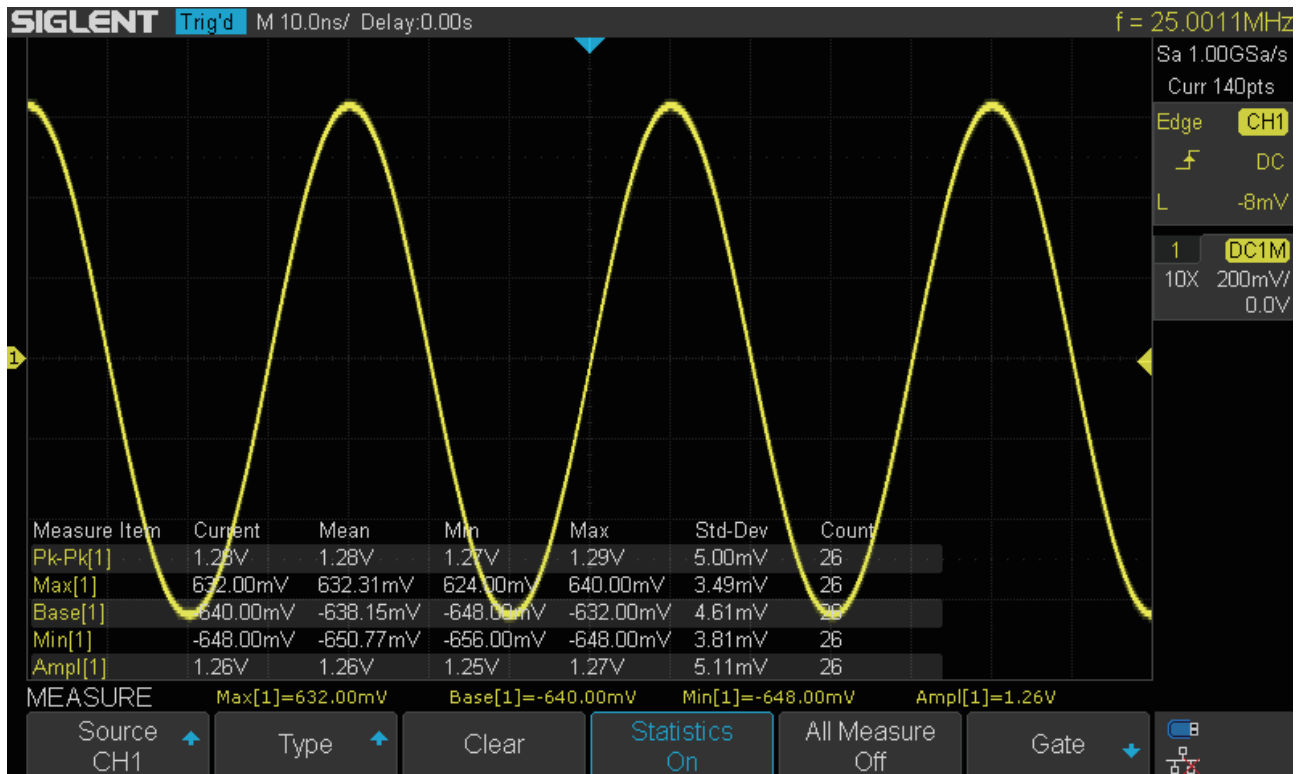 SIGLENT Trig'd M 10.0ns/ Delay:0.00s f = 25.0011MHz
Sa 1.00GSa/s
Curr 140pts
Edge CH1
DC
L -8mV
1 DC1M
10X 200mV/
0.0V
1
Measure Item Current Mean Min Max Std-Dev Count
Pk-Pk[1] 1.28V 1.28V 1.27V 1.29V 5.00mV 26
Max[1] 632.00mV 632.31mV 624.00mV 640.00mV 3.49mV 26
Base[1] -640.00mV -638.15mV -648.00mV -632.00mV 4.61mV 26
Min[1] -648.00mV -650.77mV -656.00mV -648.00mV 3.81mV 26
Ampl[1] 1.26V 1.26V 1.25V 1.27V 5.11mV 26
MEASURE Max[1]=632.00mV Base[1]=-640.00mV Min[1]=-648.00mV Ampl[1]=1.26V
Source CH1 Type Clear Statistics On All Measure Off Gate